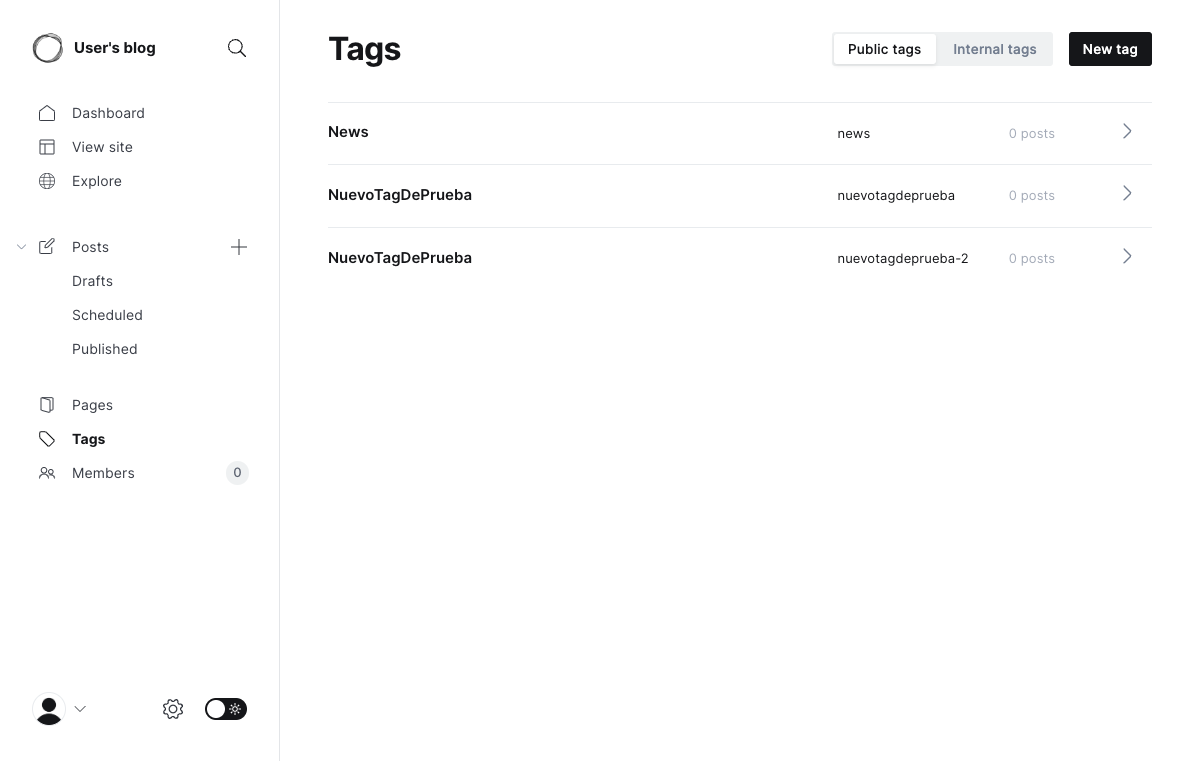 User's blog
Dashboard
View site
Explore
Posts
Drafts
Scheduled
Published
Pages
Tags
Members 0
Tags
Public tags Internal tags New tag
News news 0 posts
NuevoTagDePrueba nuevotagdeprueba 0 posts
NuevoTagDePrueba nuevotagdeprueba-2 0 posts